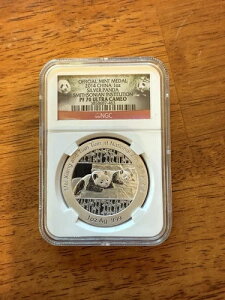 OFFICIAL MINT MEDAL
2014 CHINA 1oz
SILVER PANDA
SMITHSONIAN INSTITUTION
PF 70 ULTRA CAMEO
NGC
1oz Ag .999